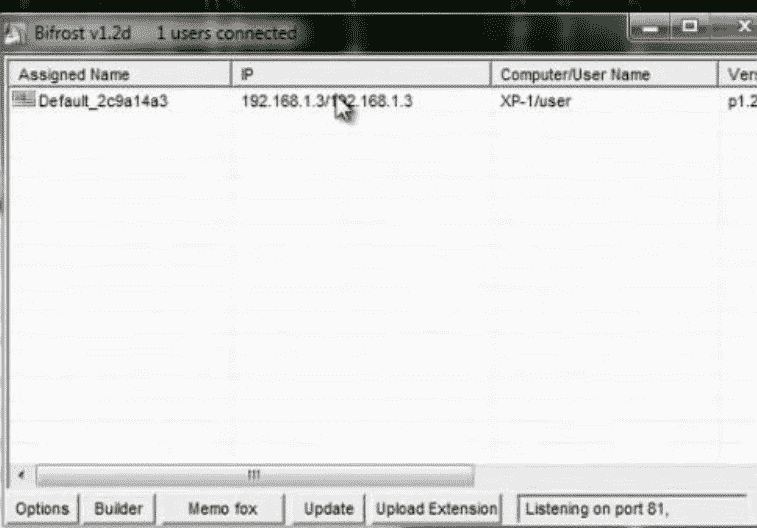 Bifrost v1.2d 1 users connected
Assigned Name IP Computer/User Name Vers
Default_2c9a14a3 192.168.1.3/192.168.1.3 XP-1/user p1.2
Options Builder Memo fox Update Upload Extension Listening on port 81,